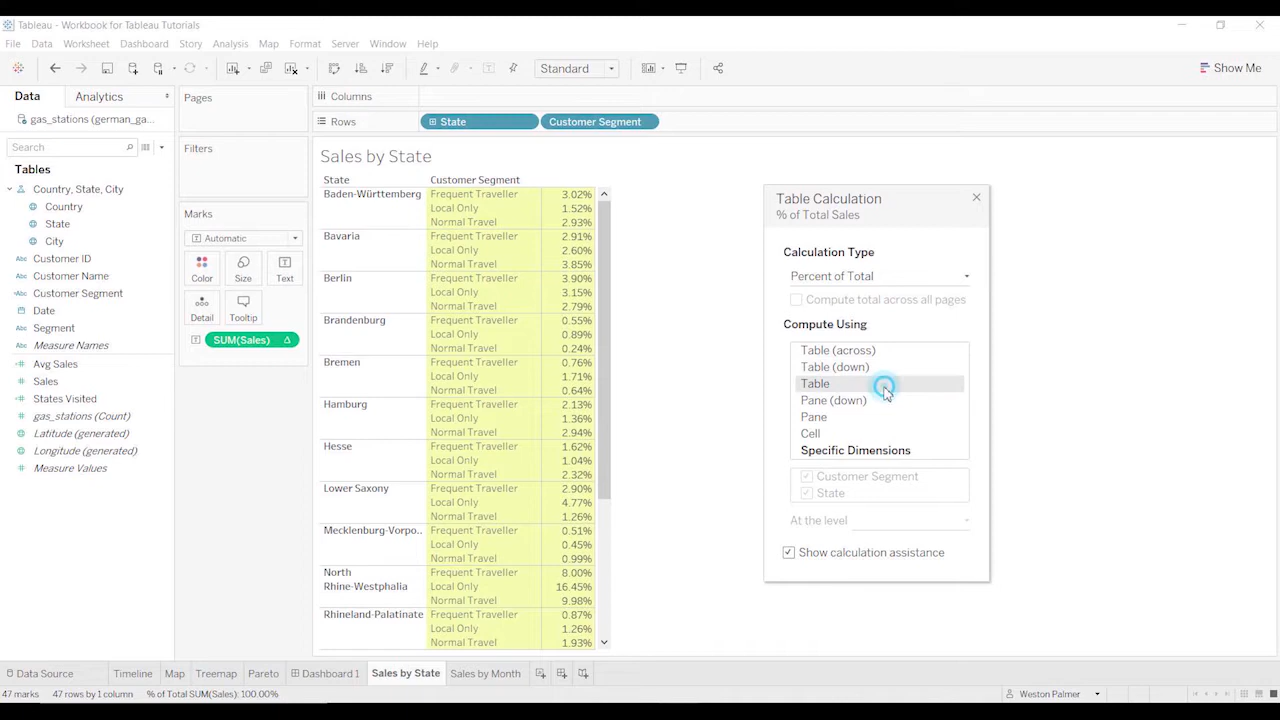 Tableau - Workbook for Tableau Tutorials
File Data Worksheet Dashboard Story Analysis Map Format Server Window Help
Standard
Show Me
Data Analytics
gas_stations (german_ga...
Search
Tables
Country, State, City
Country
State
City
Abc Customer ID
Abc Customer Name
Abc Customer Segment
Date
Abc Segment
Abc Measure Names
# Avg Sales
# Sales
# States Visited
# gas_stations (Count)
Latitude (generated)
Longitude (generated)
# Measure Values
Pages
Filters
Marks
Automatic
Color Size Text
Detail Tooltip
SUM(Sales) Δ
Columns
Rows State Customer Segment
Sales by State
State Customer Segment
Baden-Württemberg Frequent Traveller 3.02%
Local Only 1.52%
Normal Travel 2.93%
Bavaria Frequent Traveller 2.91%
Local Only 2.60%
Normal Travel 3.85%
Berlin Frequent Traveller 3.90%
Local Only 3.15%
Normal Travel 2.79%
Brandenburg Frequent Traveller 0.55%
Local Only 0.89%
Normal Travel 0.24%
Bremen Frequent Traveller 0.76%
Local Only 1.71%
Normal Travel 0.64%
Hamburg Frequent Traveller 2.13%
Local Only 1.36%
Normal Travel 2.94%
Hesse Frequent Traveller 1.62%
Local Only 1.04%
Normal Travel 2.32%
Lower Saxony Frequent Traveller 2.90%
Local Only 4.77%
Normal Travel 1.26%
Mecklenburg-Vorpo.. Frequent Traveller 0.51%
Local Only 0.45%
Normal Travel 0.99%
North Frequent Traveller 8.00%
Rhine-Westphalia Local Only 16.45%
Normal Travel 9.98%
Rhineland-Palatinate Frequent Traveller 0.87%
Local Only 1.26%
Normal Travel 1.93%
Table Calculation
% of Total Sales
Calculation Type
Percent of Total
Compute total across all pages
Compute Using
Table (across)
Table (down)
Table
Pane (down)
Pane
Cell
Specific Dimensions
Customer Segment
State
At the level
Show calculation assistance
Data Source Timeline Map Treemap Pareto Dashboard 1 Sales by State Sales by Month
47 marks 47 rows by 1 column % of Total SUM(Sales): 100.00% Weston Palmer